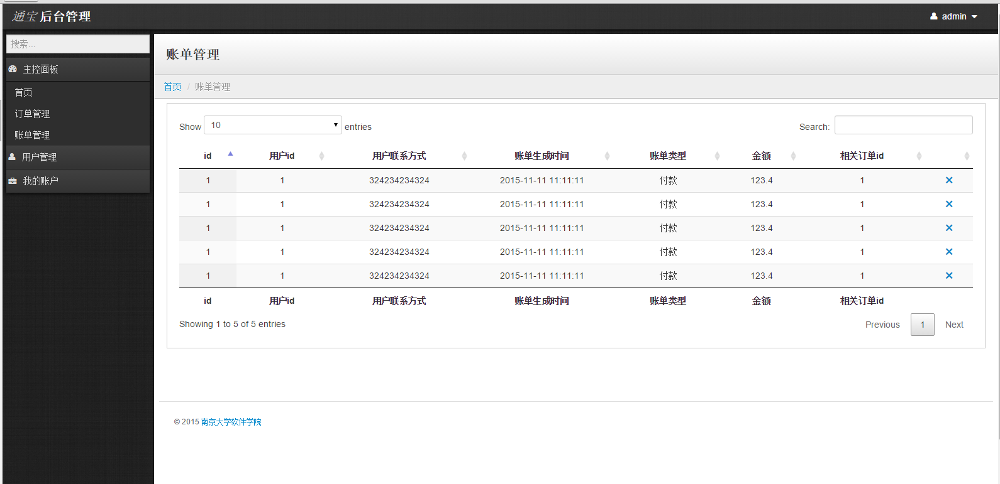 通宝 后台管理
admin
搜索...
主控面板
首页
订单管理
账单管理
用户管理
我的账户
账单管理
首页 / 账单管理
Show 10 entries
Search:
id 用户id 用户联系方式 账单生成时间 账单类型 金额 相关订单id
1 1 324234234324 2015-11-11 11:11:11 付款 123.4 1
1 1 324234234324 2015-11-11 11:11:11 付款 123.4 1
1 1 324234234324 2015-11-11 11:11:11 付款 123.4 1
1 1 324234234324 2015-11-11 11:11:11 付款 123.4 1
1 1 324234234324 2015-11-11 11:11:11 付款 123.4 1
id 用户id 用户联系方式 账单生成时间 账单类型 金额 相关订单id
Showing 1 to 5 of 5 entries
Previous 1 Next
© 2015 南京大学软件学院